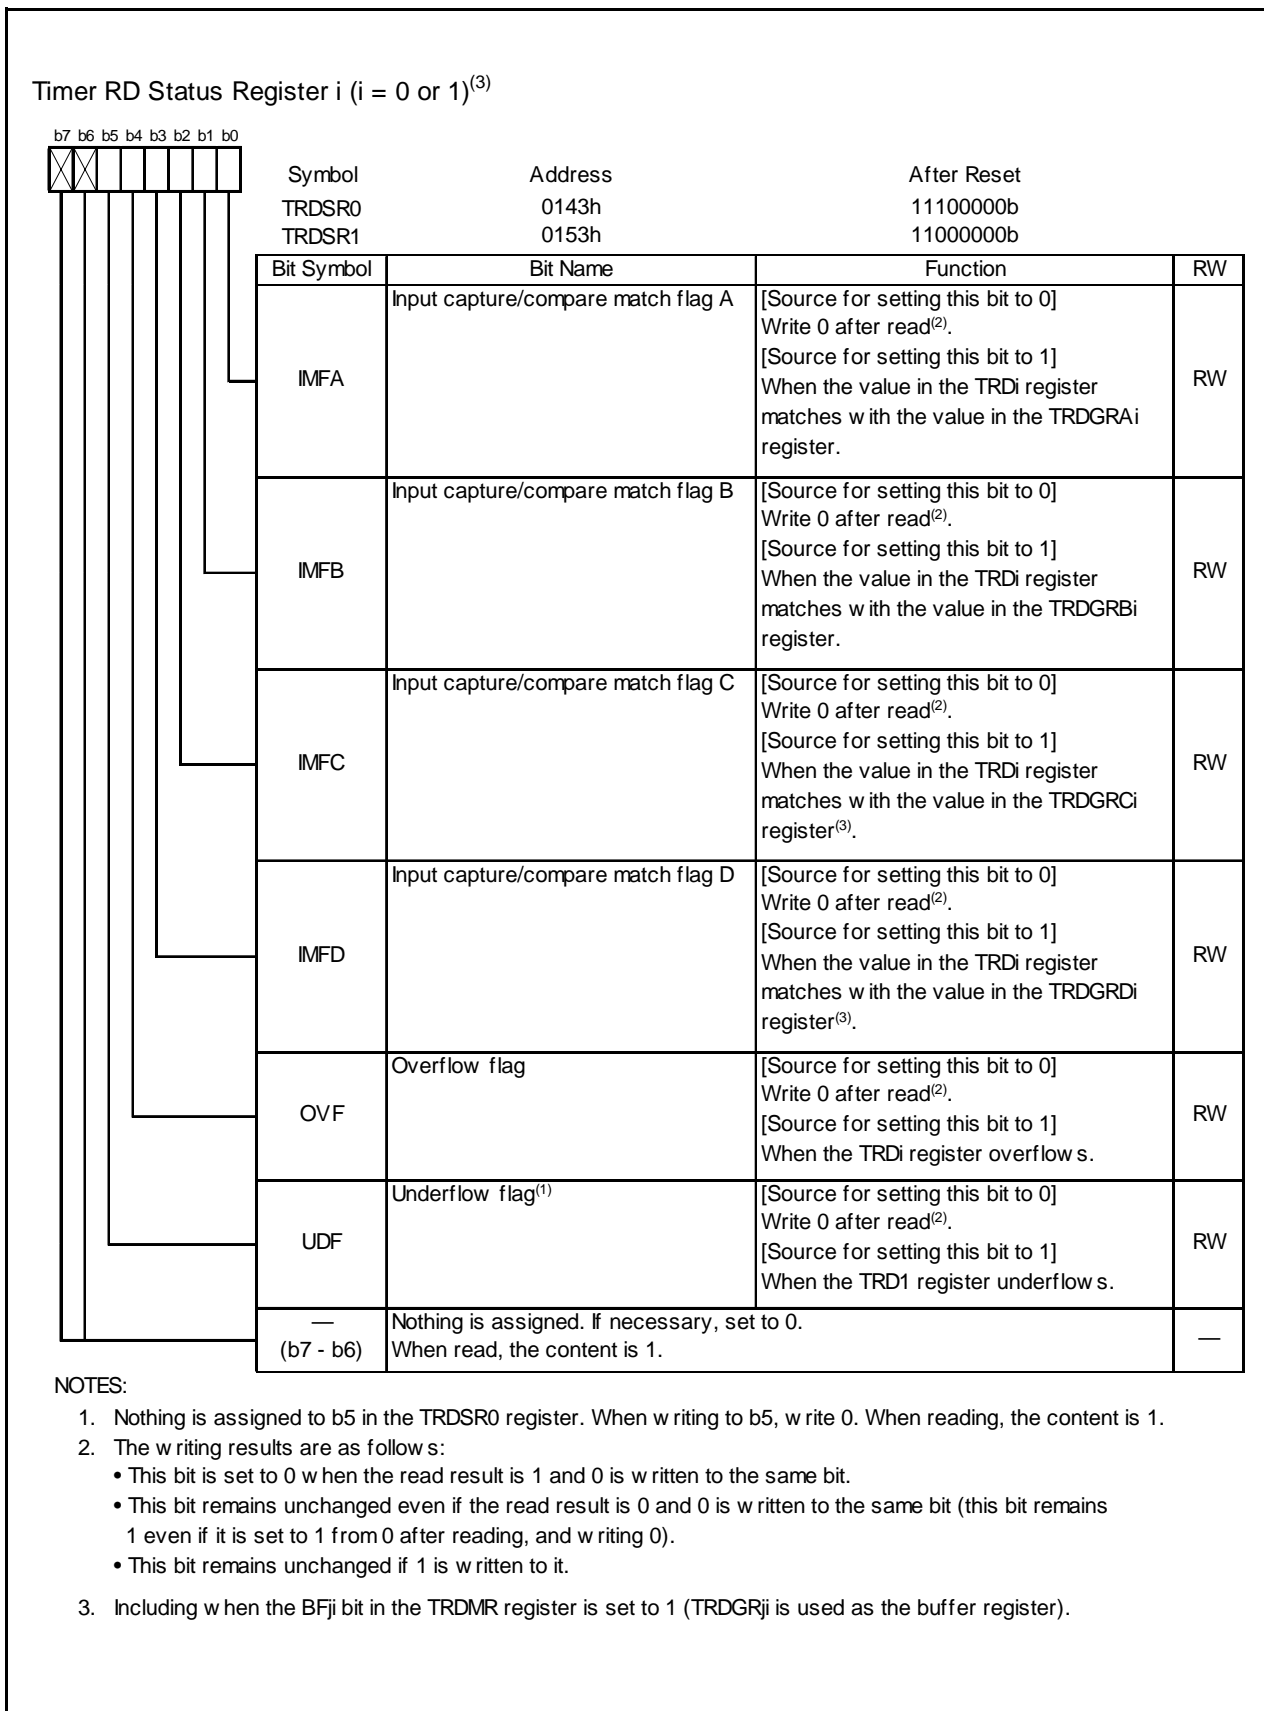 Timer RD Status Register i (i = 0 or 1)(3)
b7 b6 b5 b4 b3 b2 b1 b0
Symbol Address After Reset
TRDSR0 0143h 11100000b
TRDSR1 0153h 11000000b
Bit Symbol Bit Name Function RW
IMFA Input capture/compare match flag A [Source for setting this bit to 0] RW
Write 0 after read(2).
[Source for setting this bit to 1]
When the value in the TRDi register
matches with the value in the TRDGRAi
register.
IMFB Input capture/compare match flag B [Source for setting this bit to 0] RW
Write 0 after read(2).
[Source for setting this bit to 1]
When the value in the TRDi register
matches with the value in the TRDGRBi
register.
IMFC Input capture/compare match flag C [Source for setting this bit to 0] RW
Write 0 after read(2).
[Source for setting this bit to 1]
When the value in the TRDi register
matches with the value in the TRDGRCi
register(3).
IMFD Input capture/compare match flag D [Source for setting this bit to 0] RW
Write 0 after read(2).
[Source for setting this bit to 1]
When the value in the TRDi register
matches with the value in the TRDGRDi
register(3).
OVF Overflow flag [Source for setting this bit to 0] RW
Write 0 after read(2).
[Source for setting this bit to 1]
When the TRDi register overflows.
UDF Underflow flag(1) [Source for setting this bit to 0] RW
Write 0 after read(2).
[Source for setting this bit to 1]
When the TRD1 register underflows.
— Nothing is assigned. If necessary, set to 0. —
(b7 - b6) When read, the content is 1.
NOTES:
1. Nothing is assigned to b5 in the TRDSR0 register. When writing to b5, write 0. When reading, the content is 1.
2. The writing results are as follows:
• This bit is set to 0 when the read result is 1 and 0 is written to the same bit.
• This bit remains unchanged even if the read result is 0 and 0 is written to the same bit (this bit remains
1 even if it is set to 1 from 0 after reading, and writing 0).
• This bit remains unchanged if 1 is written to it.
3. Including when the BFji bit in the TRDMR register is set to 1 (TRDGRji is used as the buffer register).